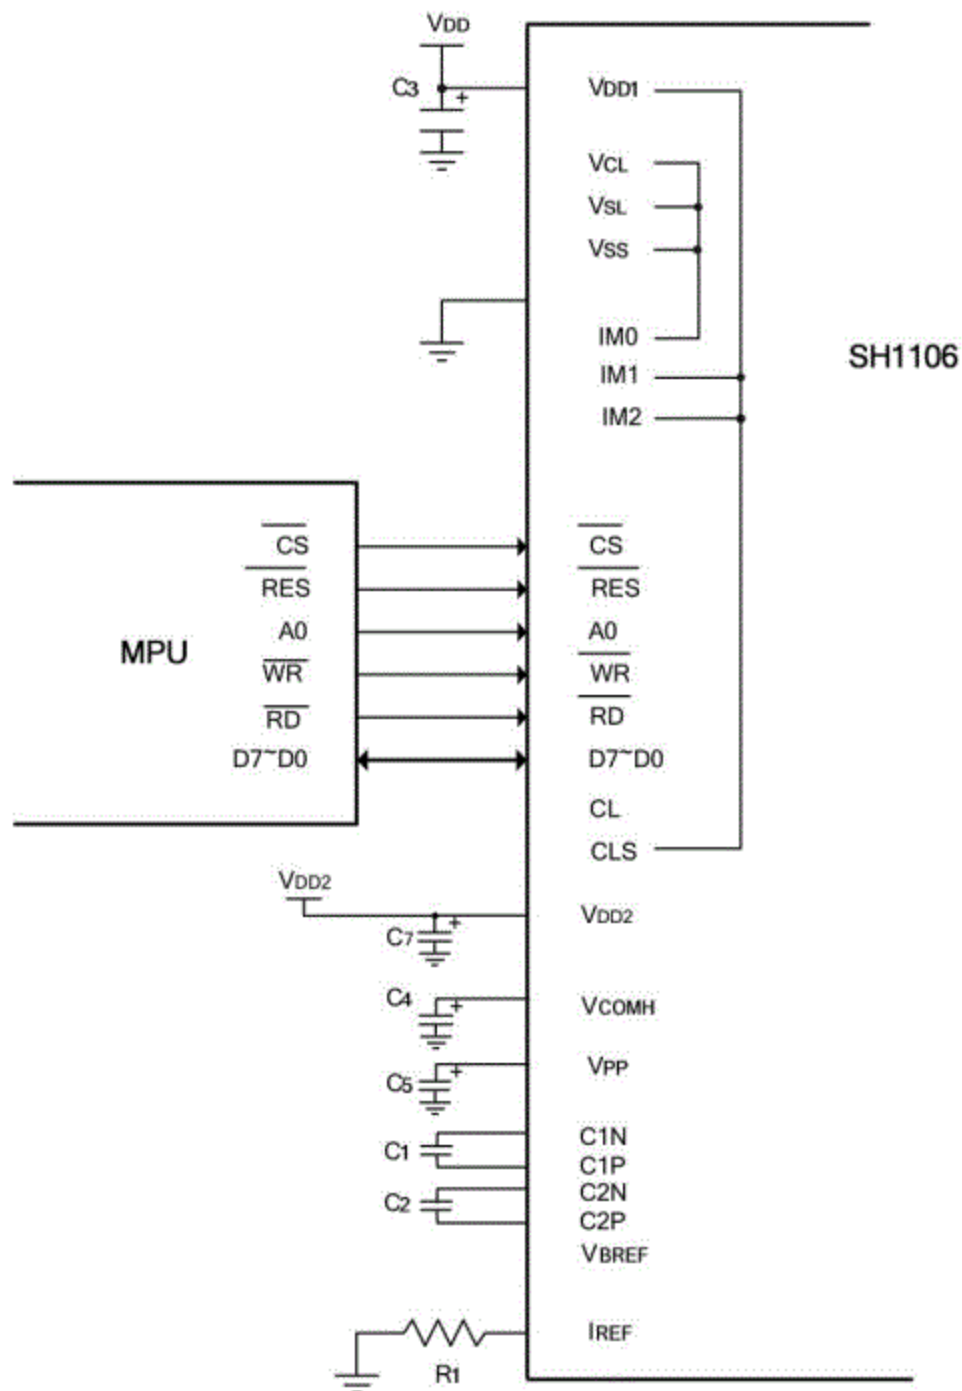 VDD
C3
+
VDD1
VCL
VSL
VSS
IM0
IM1
IM2
SH1106
MPU
CS
RES
A0
WR
RD
D7~D0
CS
RES
A0
WR
RD
D7~D0
CL
CLS
VDD2
C7
+
VDD2
C4
+
VCOMH
C5
+
VPP
C1
C1N
C1P
C2
C2N
C2P
VBREF
IREF
R1